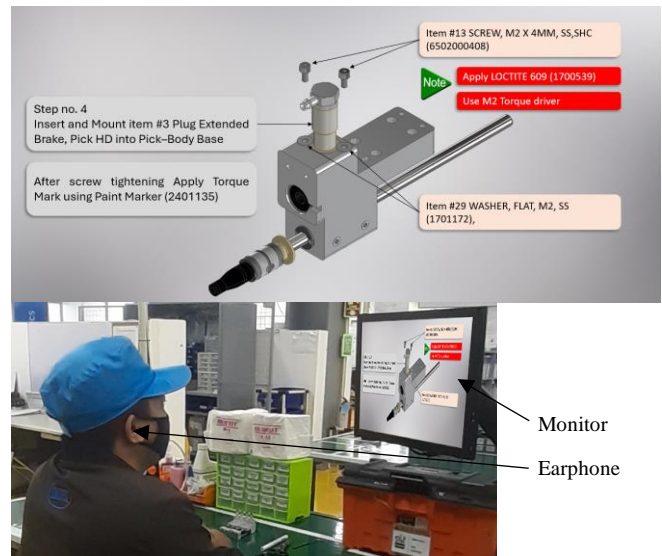 Item #13 SCREW, M2 X 4MM, SS,SHC
(6502000408)
Note
Apply LOCTITE 609 (1700539)
Use M2 Torque driver
Step no. 4
Insert and Mount item #3 Plug Extended
Brake, Pick HD into Pick–Body Base
After screw tightening Apply Torque
Mark using Paint Marker (2401135)
Item #29 WASHER, FLAT, M2, SS
(1701172),
Monitor
Earphone